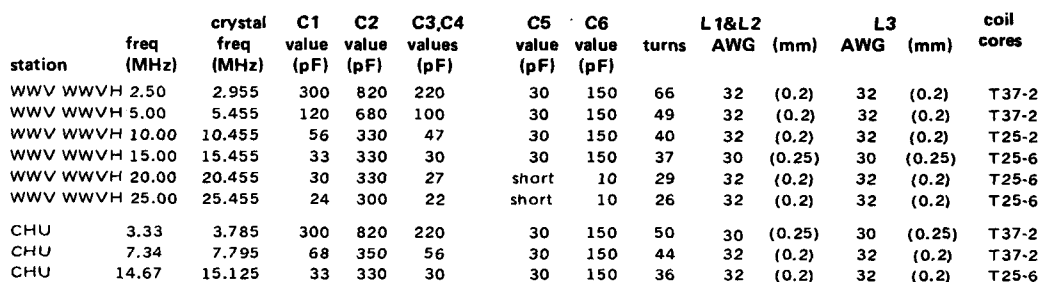 crystal C1 C2 C3,C4 C5 C6 L1&L2 L3 coil
freq freq value value values value value turns AWG (mm) AWG (mm) cores
station (MHz) (MHz) (pF) (pF) (pF) (pF) (pF)
WWV WWVH 2.50 2.955 300 820 220 30 150 66 32 (0.2) 32 (0.2) T37-2
WWV WWVH 5.00 5.455 120 680 100 30 150 49 32 (0.2) 32 (0.2) T37-2
WWV WWVH 10.00 10.455 56 330 47 30 150 40 32 (0.2) 32 (0.2) T25-2
WWV WWVH 15.00 15.455 33 330 30 30 150 37 30 (0.25) 30 (0.25) T25-6
WWV WWVH 20.00 20.455 30 330 27 short 10 29 32 (0.2) 32 (0.2) T25-6
WWV WWVH 25.00 25.455 24 300 22 short 10 26 32 (0.2) 32 (0.2) T25-6
CHU 3.33 3.785 300 820 220 30 150 50 30 (0.25) 30 (0.25) T37-2
CHU 7.34 7.795 68 350 56 30 150 44 32 (0.2) 32 (0.2) T37-2
CHU 14.67 15.125 33 330 30 30 150 36 32 (0.2) 32 (0.2) T25-6